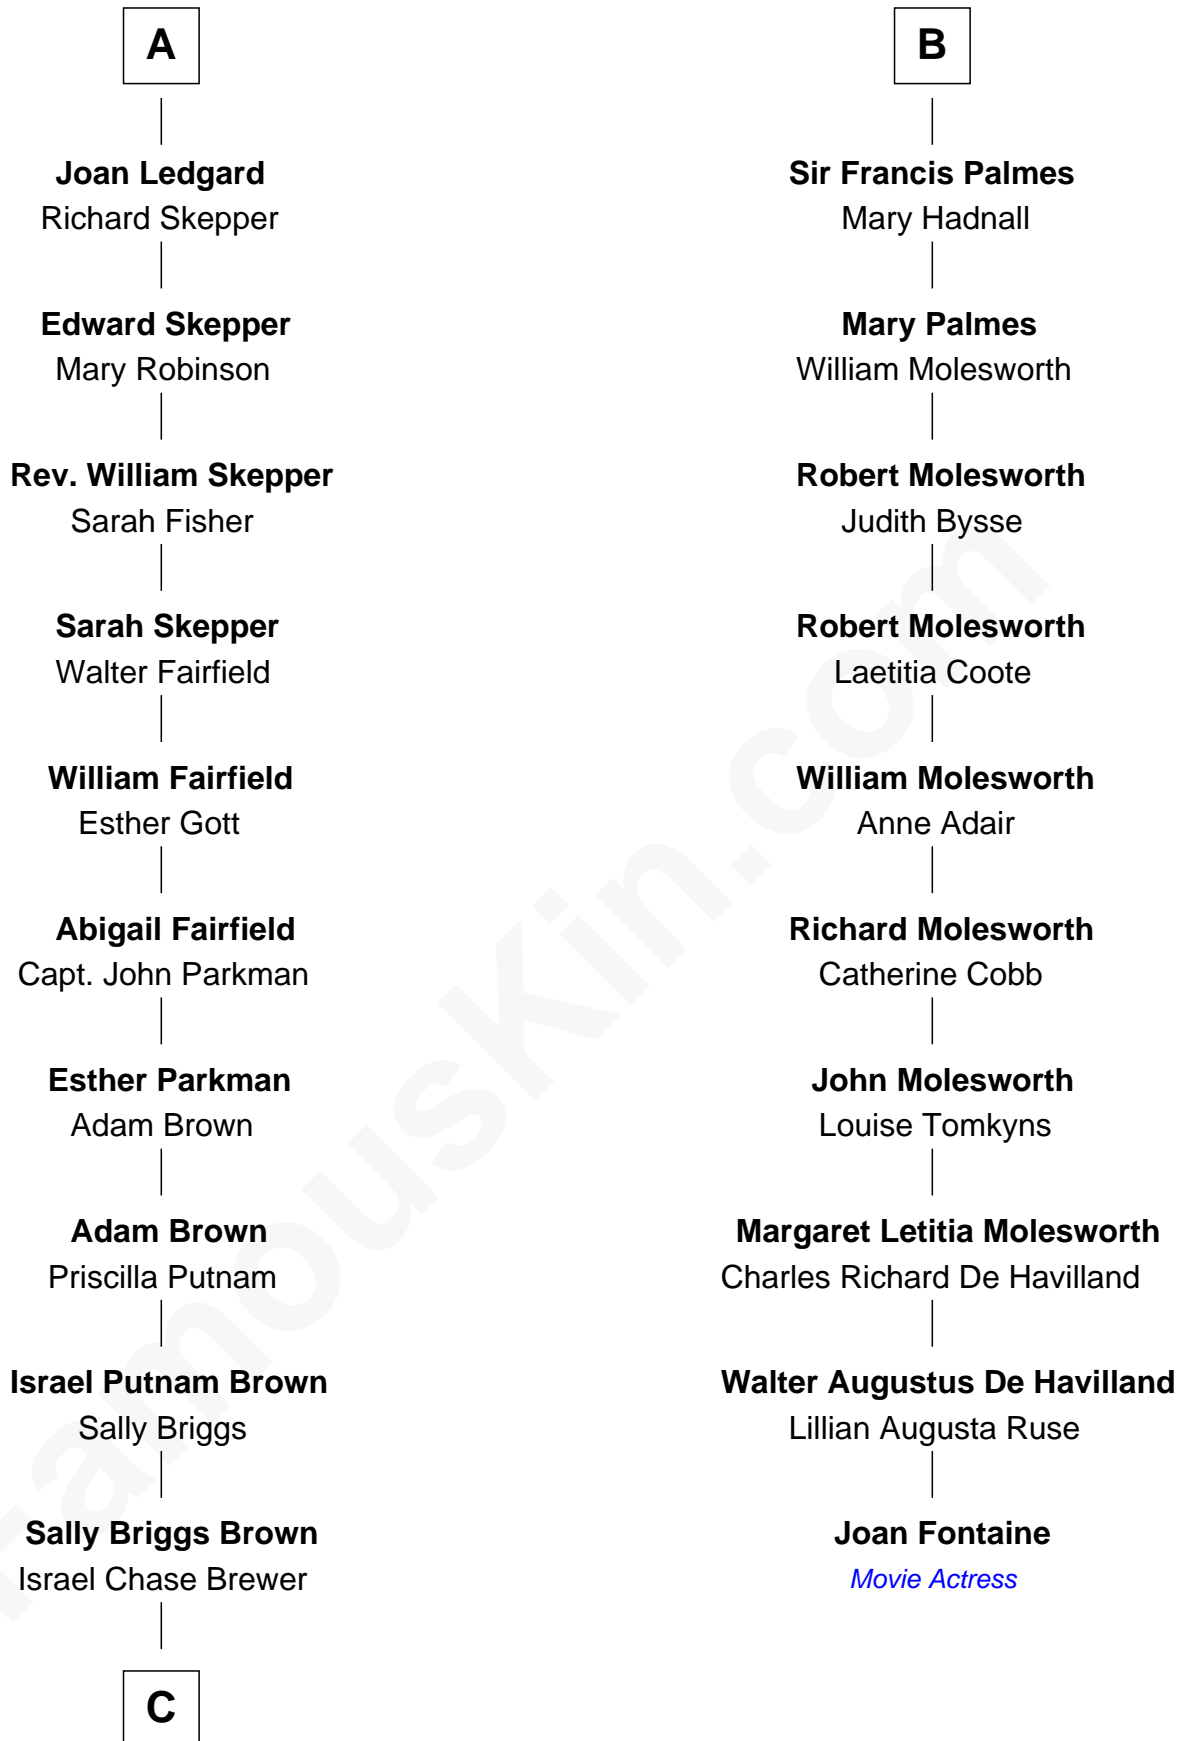 A
Joan Ledgard
Richard Skepper
Edward Skepper
Mary Robinson
Rev. William Skepper
Sarah Fisher
Sarah Skepper
Walter Fairfield
William Fairfield
Esther Gott
Abigail Fairfield
Capt. John Parkman
Esther Parkman
Adam Brown
Adam Brown
Priscilla Putnam
Israel Putnam Brown
Sally Briggs
Sally Briggs Brown
Israel Chase Brewer
C
B
Sir Francis Palmes
Mary Hadnall
Mary Palmes
William Molesworth
Robert Molesworth
Judith Bysse
Robert Molesworth
Laetitia Coote
William Molesworth
Anne Adair
Richard Molesworth
Catherine Cobb
John Molesworth
Louise Tomkyns
Margaret Letitia Molesworth
Charles Richard De Havilland
Walter Augustus De Havilland
Lillian Augusta Ruse
Joan Fontaine
Movie Actress
FamousKin.com